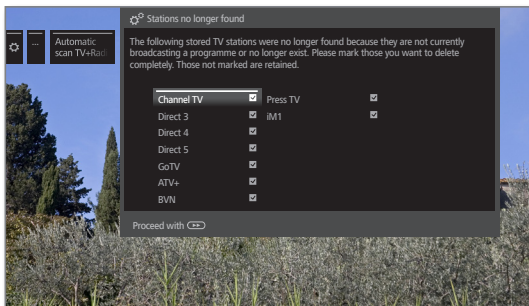 Stations no longer found
...
Automatic
scan TV+Radi
The following stored TV stations were no longer found because they are not currently
broadcasting a programme or no longer exist. Please mark those you want to delete
completely. Those not marked are retained.
Channel TV
Press TV
Direct 3
iM1
Direct 4
Direct 5
GoTV
ATV+
BVN
Proceed with